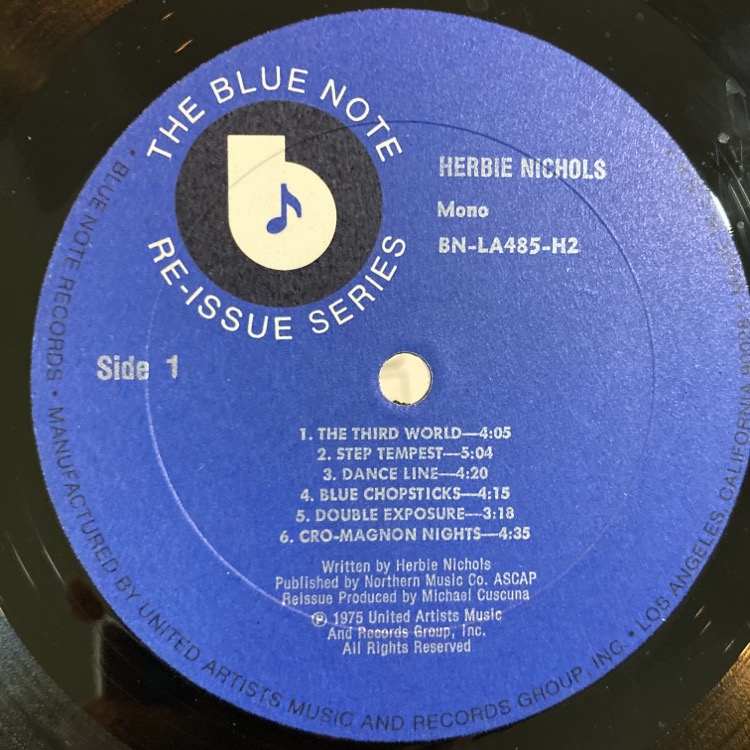 THE BLUE NOTE
RE-ISSUE SERIES
b
HERBIE NICHOLS
Mono
BN-LA485-H2
Side 1
1. THE THIRD WORLD—4:05
2. STEP TEMPEST—5:04
3. DANCE LINE—4:20
4. BLUE CHOPSTICKS—4:15
5. DOUBLE EXPOSURE—3:18
6. CRO-MAGNON NIGHTS—4:35
Written by Herbie Nichols
Published by Northern Music Co. ASCAP
Reissue Produced by Michael Cuscuna
℗ 1975 United Artists Music
And Records Group, Inc.
All Rights Reserved
• BLUE NOTE RECORDS • MANUFACTURED BY UNITED ARTISTS MUSIC AND RECORDS GROUP, INC. • LOS ANGELES, CALIFORNIA 90028